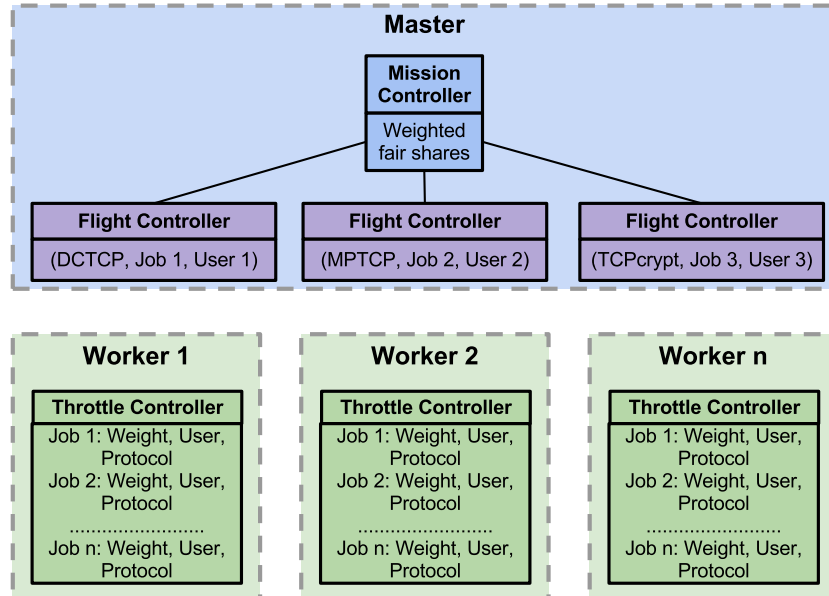 Master
Mission
Controller
Weighted
fair shares
Flight Controller
(DCTCP, Job 1, User 1)
Flight Controller
(MPTCP, Job 2, User 2)
Flight Controller
(TCPcrypt, Job 3, User 3)
Worker 1
Throttle Controller
Job 1: Weight, User,
Protocol
Job 2: Weight, User,
Protocol
........................
Job n: Weight, User,
Protocol
Worker 2
Throttle Controller
Job 1: Weight, User,
Protocol
Job 2: Weight, User,
Protocol
........................
Job n: Weight, User,
Protocol
Worker n
Throttle Controller
Job 1: Weight, User,
Protocol
Job 2: Weight, User,
Protocol
........................
Job n: Weight, User,
Protocol